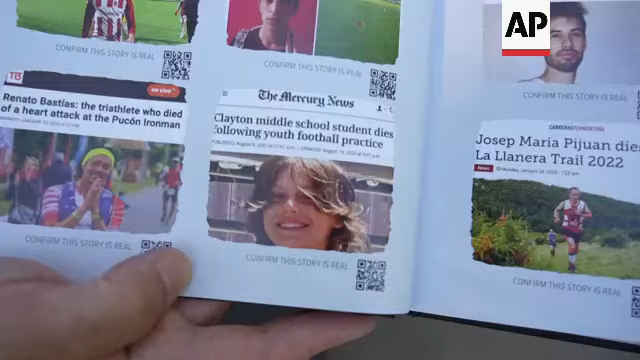 AP
CONFIRM THIS STORY IS REAL
CONFIRM THIS STORY IS REAL
CONFIRM THIS STORY IS REAL
TB
en vivo
Renato Bastías: the triathlete who died
of a heart attack at the Pucón Ironman
CONFIRM THIS STORY IS REAL
The Mercury News
Clayton middle school student dies
following youth football practice
CONFIRM THIS STORY IS REAL
CARRERASPORMONTAÑA
Josep Maria Pijuan dies
La Llanera Trail 2022
News
CONFIRM THIS STORY IS REAL